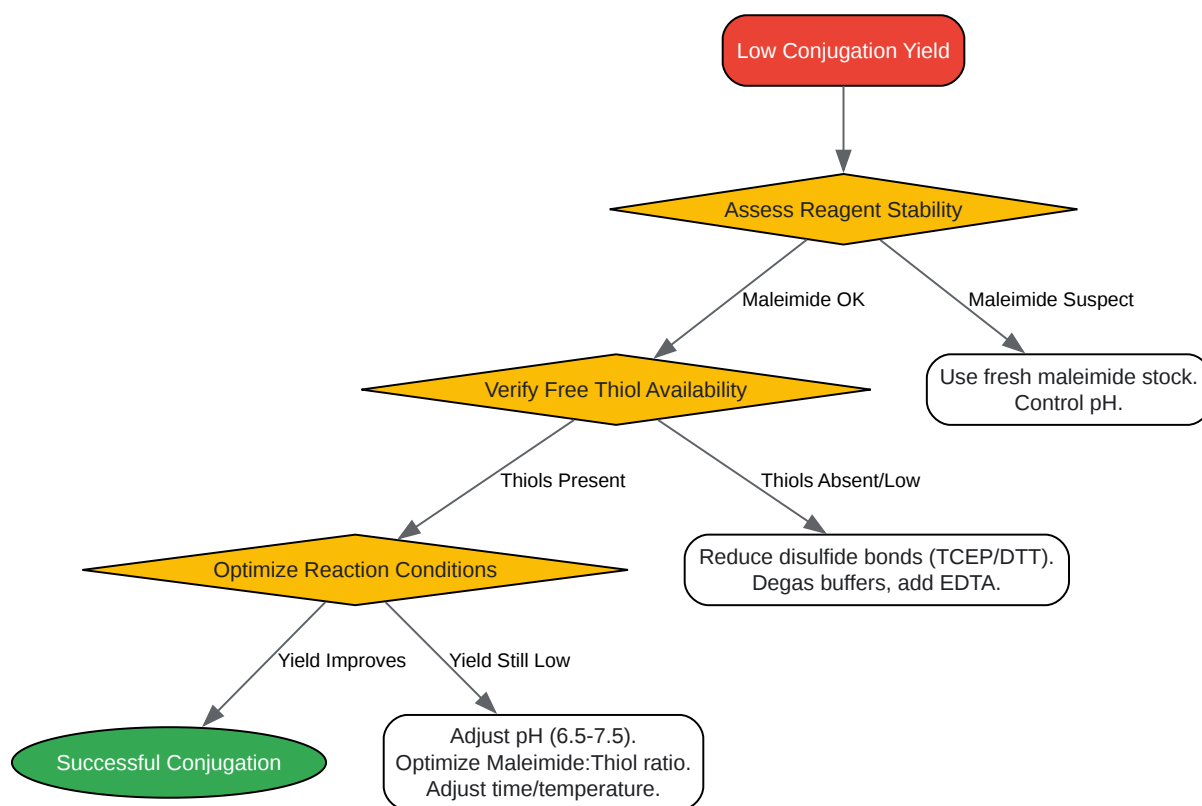 Low Conjugation Yield
Assess Reagent Stability
Maleimide OK
Maleimide Suspect
Verify Free Thiol Availability
Use fresh maleimide stock.
Control pH.
Thiols Present
Thiols Absent/Low
Optimize Reaction Conditions
Reduce disulfide bonds (TCEP/DTT).
Degas buffers, add EDTA.
Yield Improves
Yield Still Low
Successful Conjugation
Adjust pH (6.5-7.5).
Optimize Maleimide:Thiol ratio.
Adjust time/temperature.